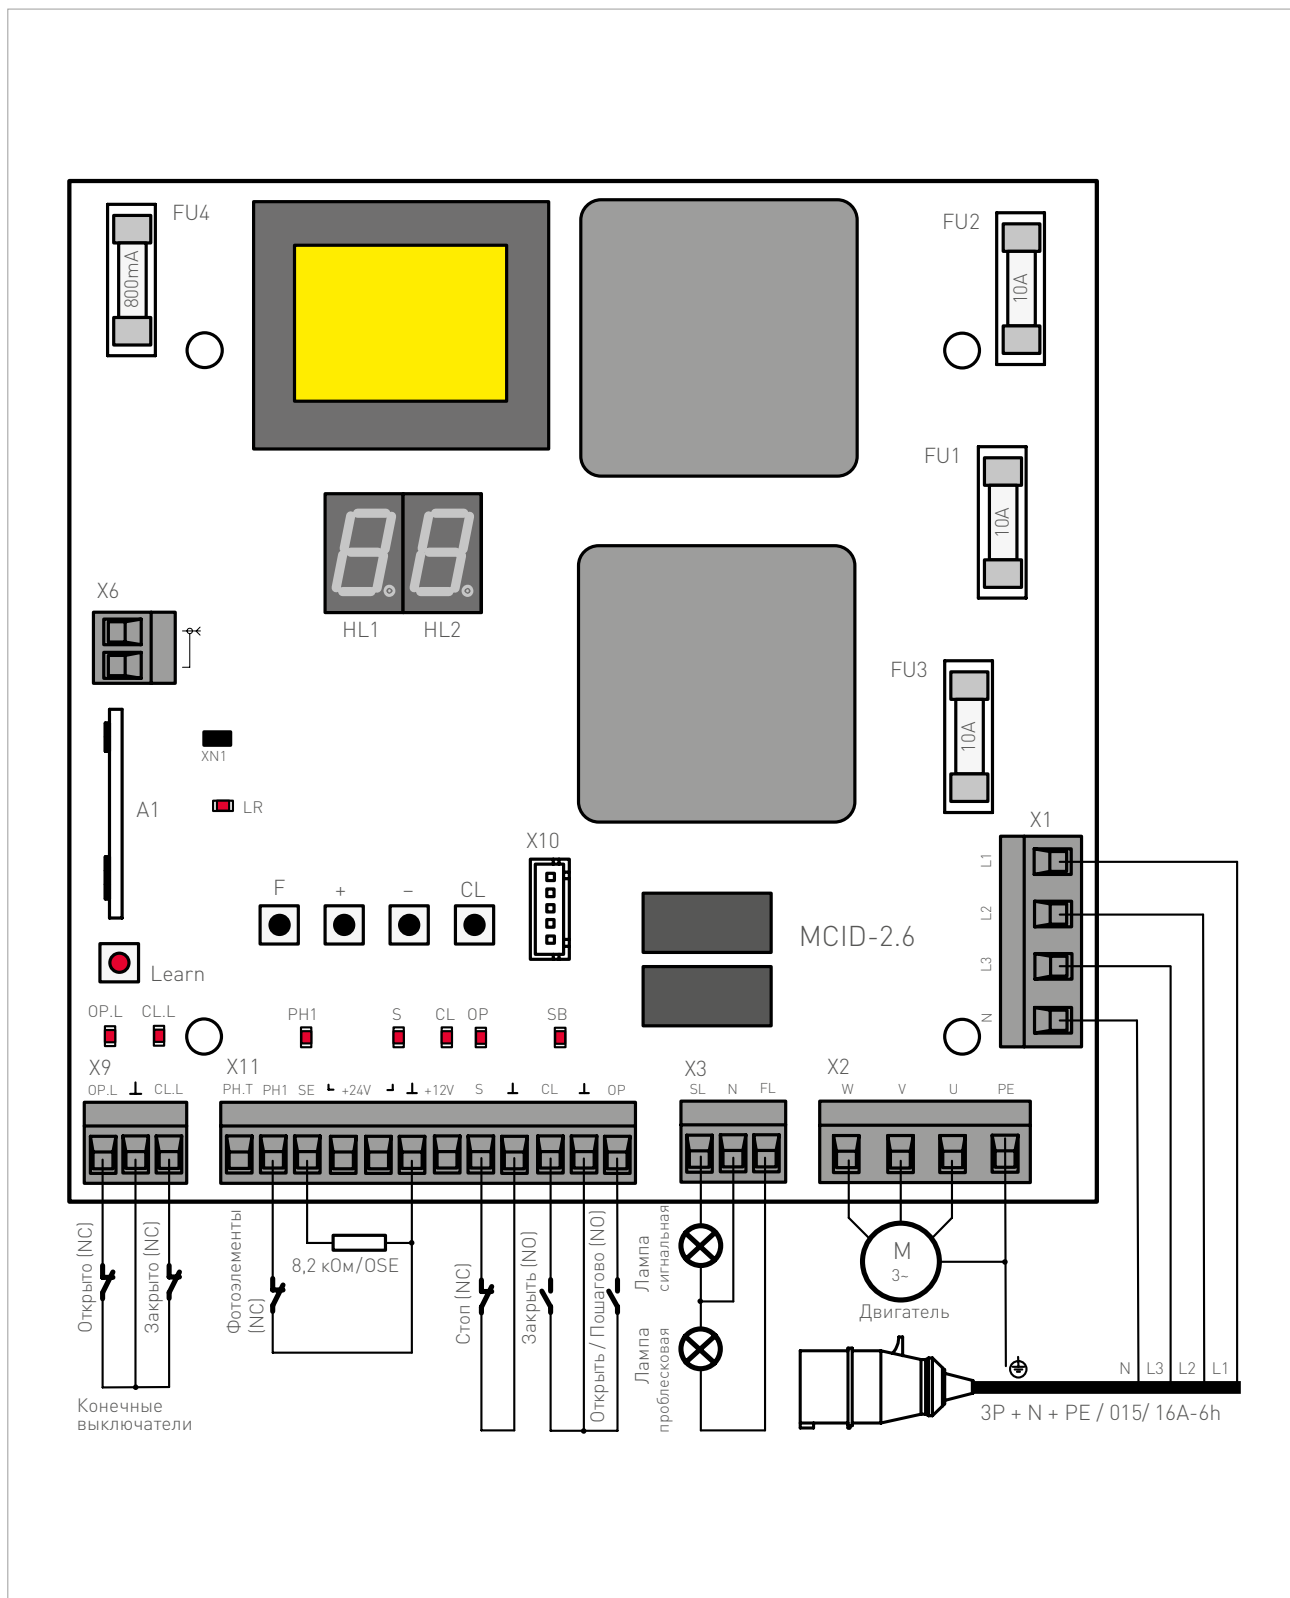 FU4
800mA
FU2
10A
FU1
10A
HL1 HL2
X6
FU3
10A
XN1
A1
LR
X1
L1
L2
L3
N
X10
F + – CL
MCID-2.6
Learn
OP.L CL.L
PH1 S CL OP SB
X9
OP.L ⊥ CL.L
X11
PH.T PH1 SE +24V ⊥ +12V S ⊥ CL ⊥ OP
X3
SL N FL
X2
W V U PE
Открыто (NC)
Закрыто (NC)
Конечные
выключатели
Фотоэлементы
(NC)
8,2 кОм/OSE
Стоп (NC)
Закрыть (NO)
Открыть / Пошагово (NO)
Лампа
сигнальная
Лампа
проблесковая
M
3~
Двигатель
N L3 L2 L1
3P + N + PE / 015/ 16A-6h